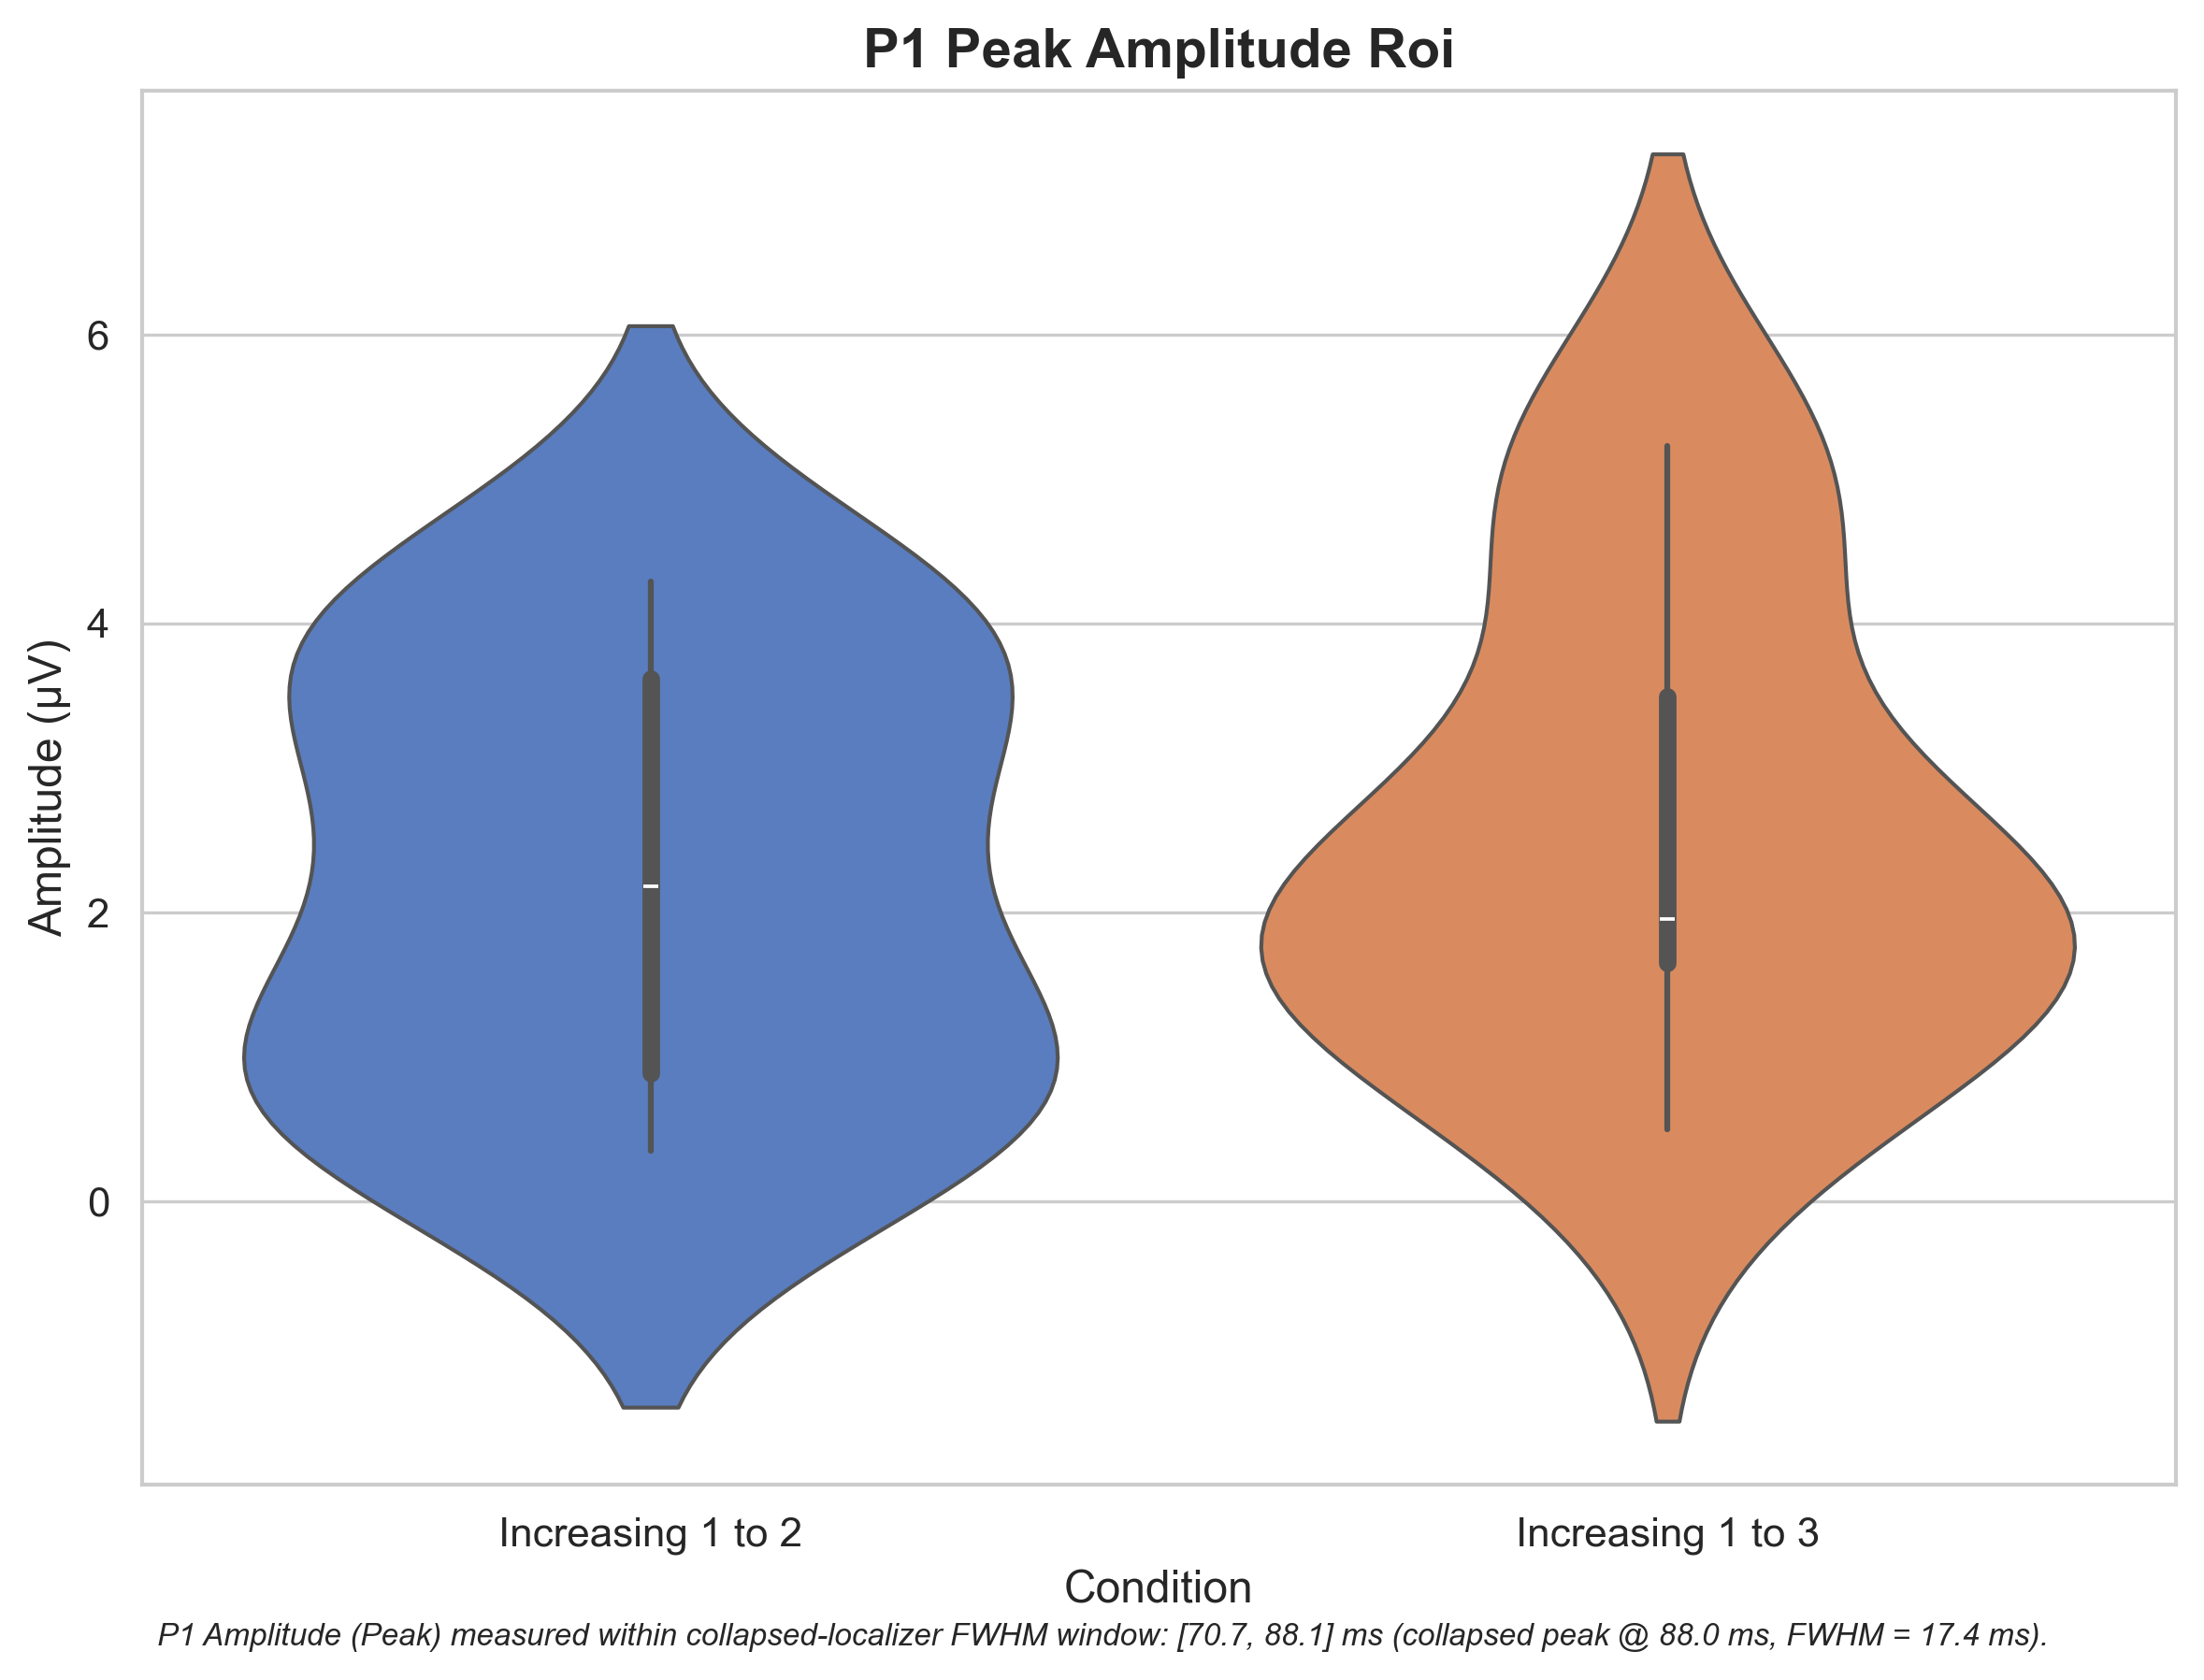 P1 Peak Amplitude Roi
Amplitude (µV)
6
4
2
0
Increasing 1 to 2
Increasing 1 to 3
Condition
P1 Amplitude (Peak) measured within collapsed-localizer FWHM window: [70.7, 88.1] ms (collapsed peak @ 88.0 ms, FWHM = 17.4 ms).